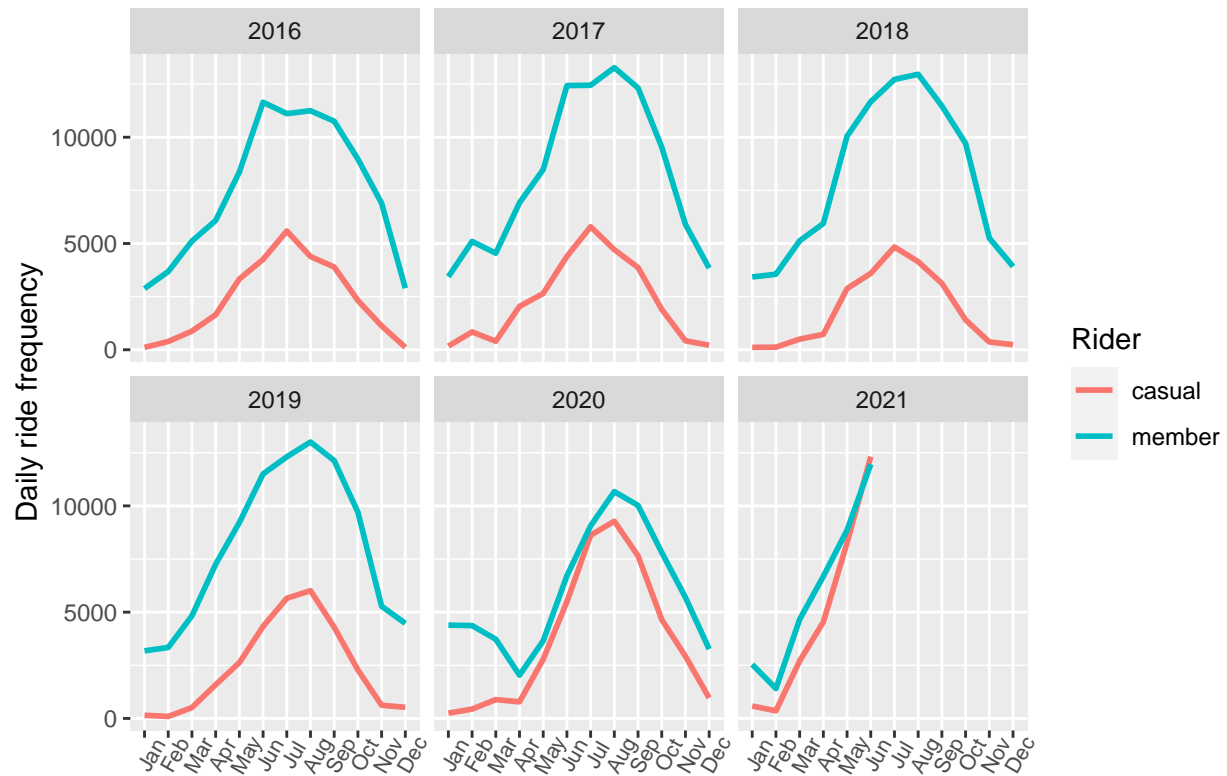 2016 2017 2018
10000
5000
0
2019 2020 2021
10000
5000
0
Jan Feb Mar Apr May Jun Jul Aug Sep Oct Nov Dec Jan Feb Mar Apr May Jun Jul Aug Sep Oct Nov Dec Jan Feb Mar Apr May Jun Jul Aug Sep Oct Nov Dec
Daily ride frequency
Rider
casual
member